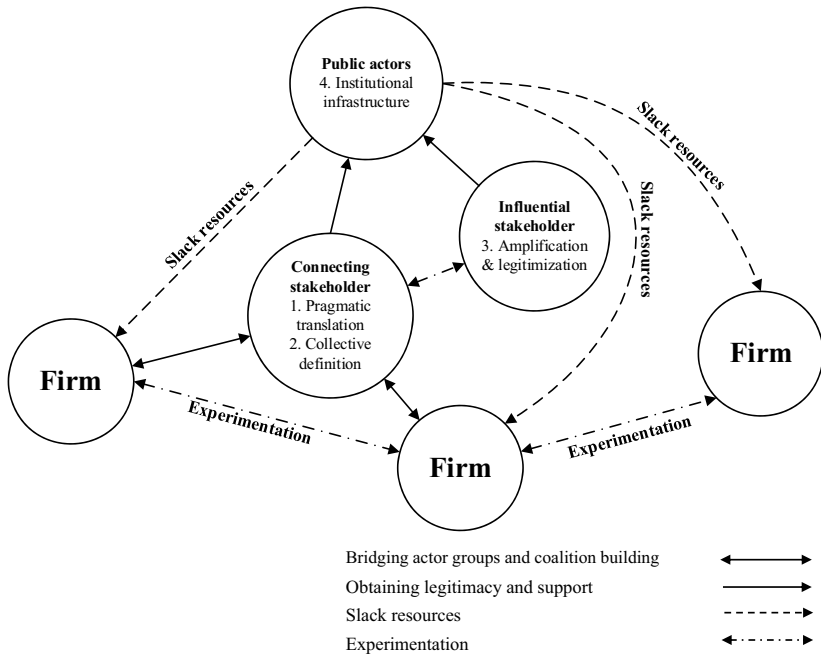 Public actors
4. Institutional
infrastructure
Slack resources
Slack resources
Slack resources
Influential
stakeholder
3. Amplification
& legitimization
Connecting
stakeholder
1. Pragmatic
translation
2. Collective
definition
Firm
Firm
Firm
Experimentation
Experimentation
Bridging actor groups and coalition building
Obtaining legitimacy and support
Slack resources
Experimentation